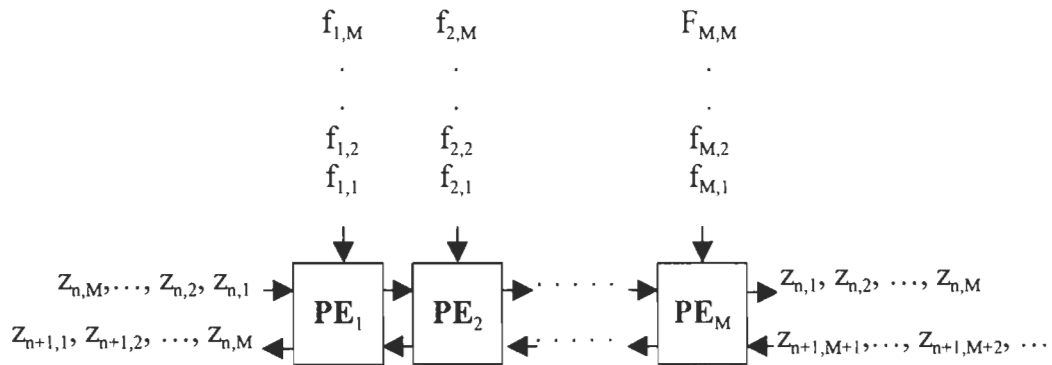 f1,M f2,M FM,M
. . .
. . .
f1,2 f2,2 fM,2
f1,1 f2,1 fM,1
Zn,M,..., Zn,2, Zn,1 PE1 PE2 . . . . . PEM Zn,1, Zn,2, ..., Zn,M
Zn+1,1, Zn+1,2, ..., Zn,M . . . . . Zn+1,M+1,..., Zn+1,M+2, ...